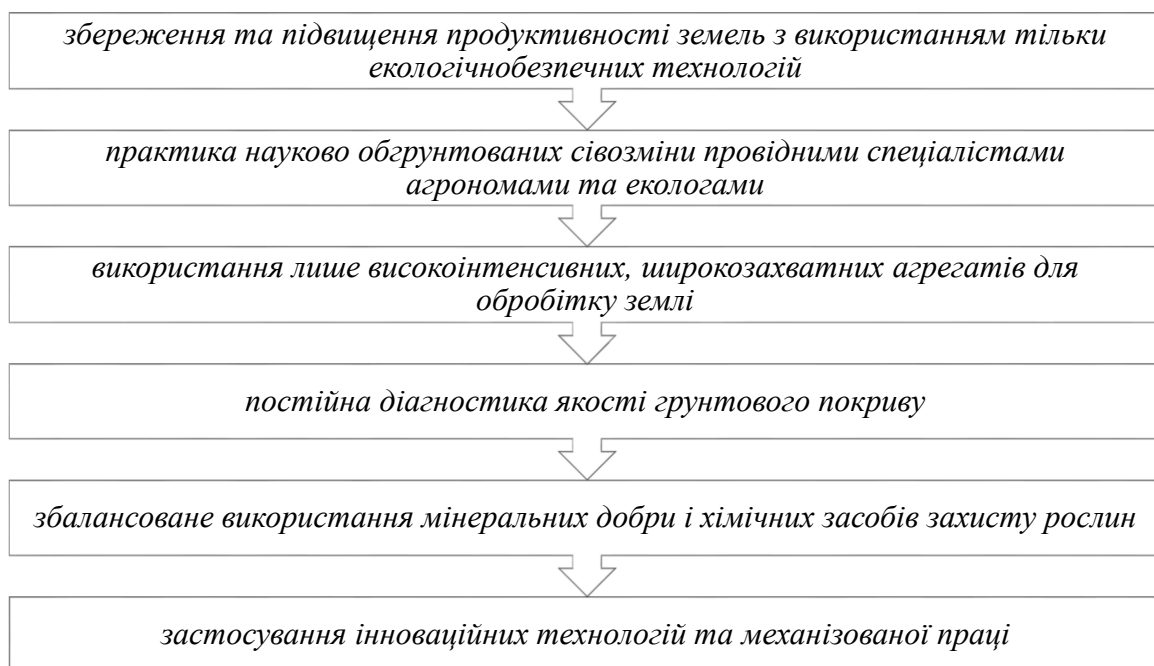 збереження та підвищення продуктивності земель з використанням тільки
екологічнобезпечних технологій
практика науково обгрунтованих сівозміни провідними спеціалістами
агрономами та екологами
використання лише високоінтенсивних, широкозахватних агрегатів для
обробітку землі
постійна діагностика якості грунтового покриву
збалансоване використання мінеральних добри і хімічних засобів захисту рослин
застосування інноваційних технологій та механізованої праці